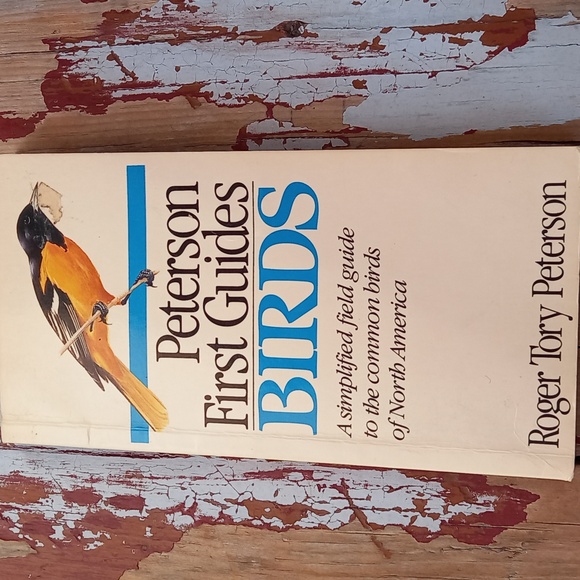 Peterson
First Guides
BIRDS
A simplified field guide
to the common birds
of North America
Roger Tory Peterson